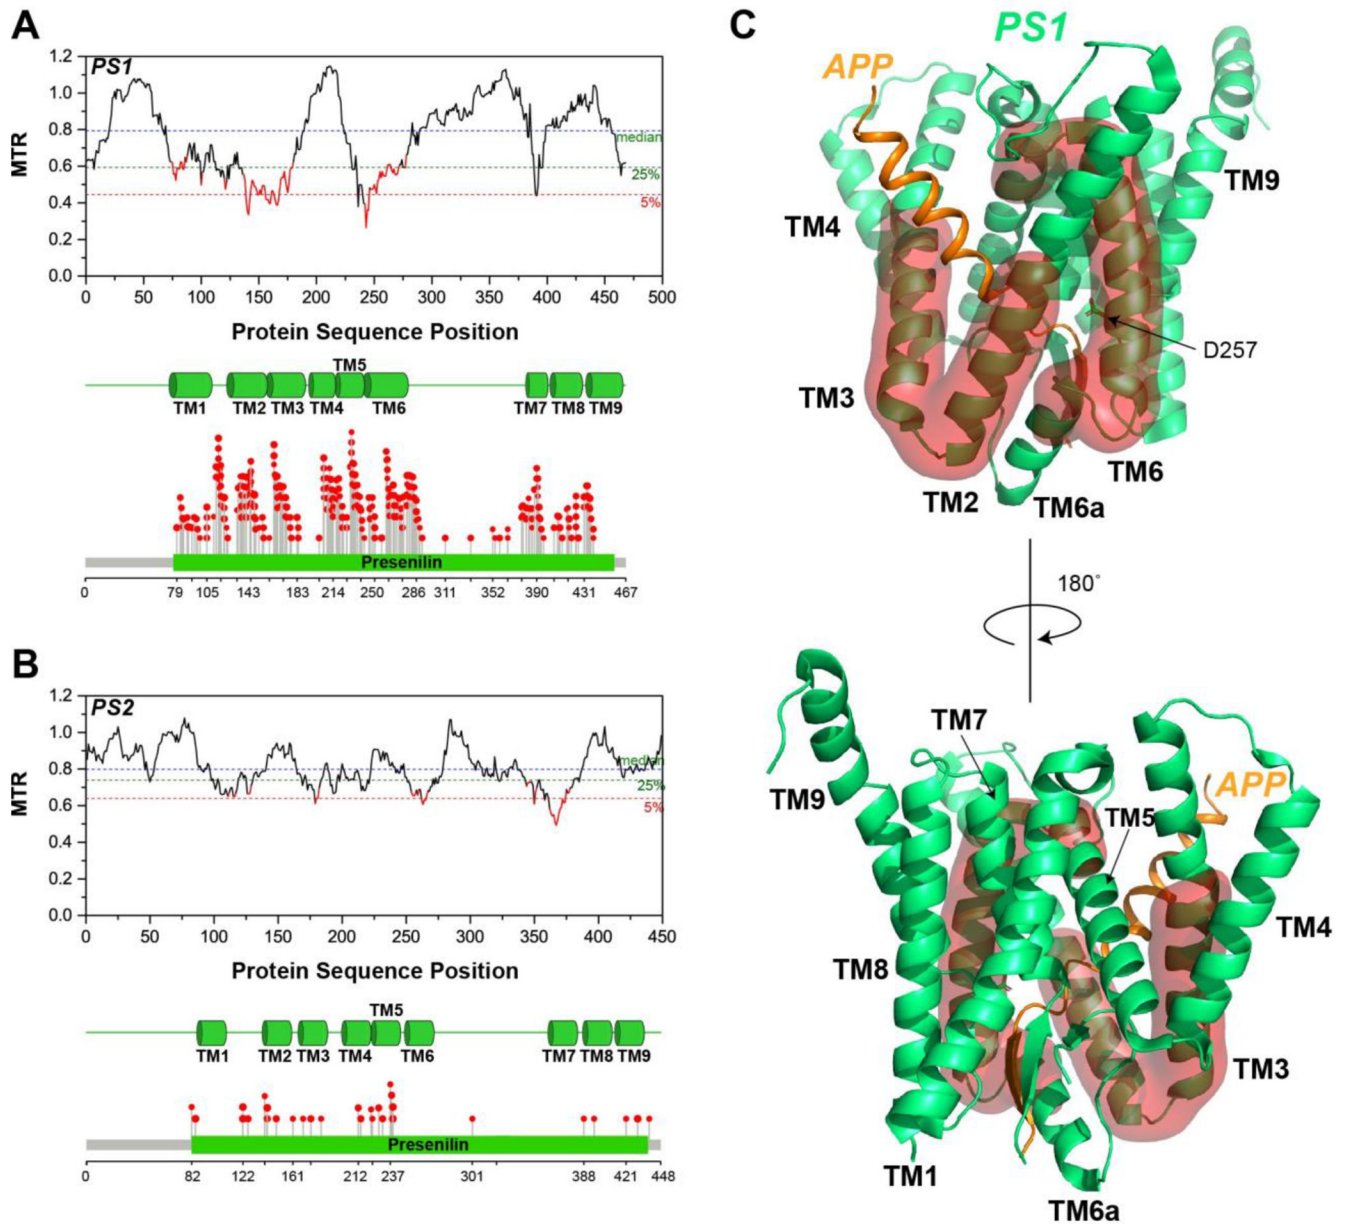 A
PS1
MTR
1.2
1.0
0.8
0.6
0.4
0.2
0.0
median
25%
5%
0 50 100 150 200 250 300 350 400 450 500
Protein Sequence Position
TM5
TM1 TM2 TM3 TM4 TM6 TM7 TM8 TM9
Presenilin
0 79 105 143 183 214 250 286 311 352 390 431 467
B
PS2
MTR
1.2
1.0
0.8
0.6
0.4
0.2
0.0
median
25%
5%
0 50 100 150 200 250 300 350 400 450
Protein Sequence Position
TM5
TM1 TM2 TM3 TM4 TM6 TM7 TM8 TM9
Presenilin
0 82 122 161 212 237 301 388 421 448
C
PS1
APP
TM9
TM4
D257
TM3
TM6
TM2
TM6a
180°
TM7
APP
TM9
TM5
TM4
TM8
TM3
TM1
TM6a